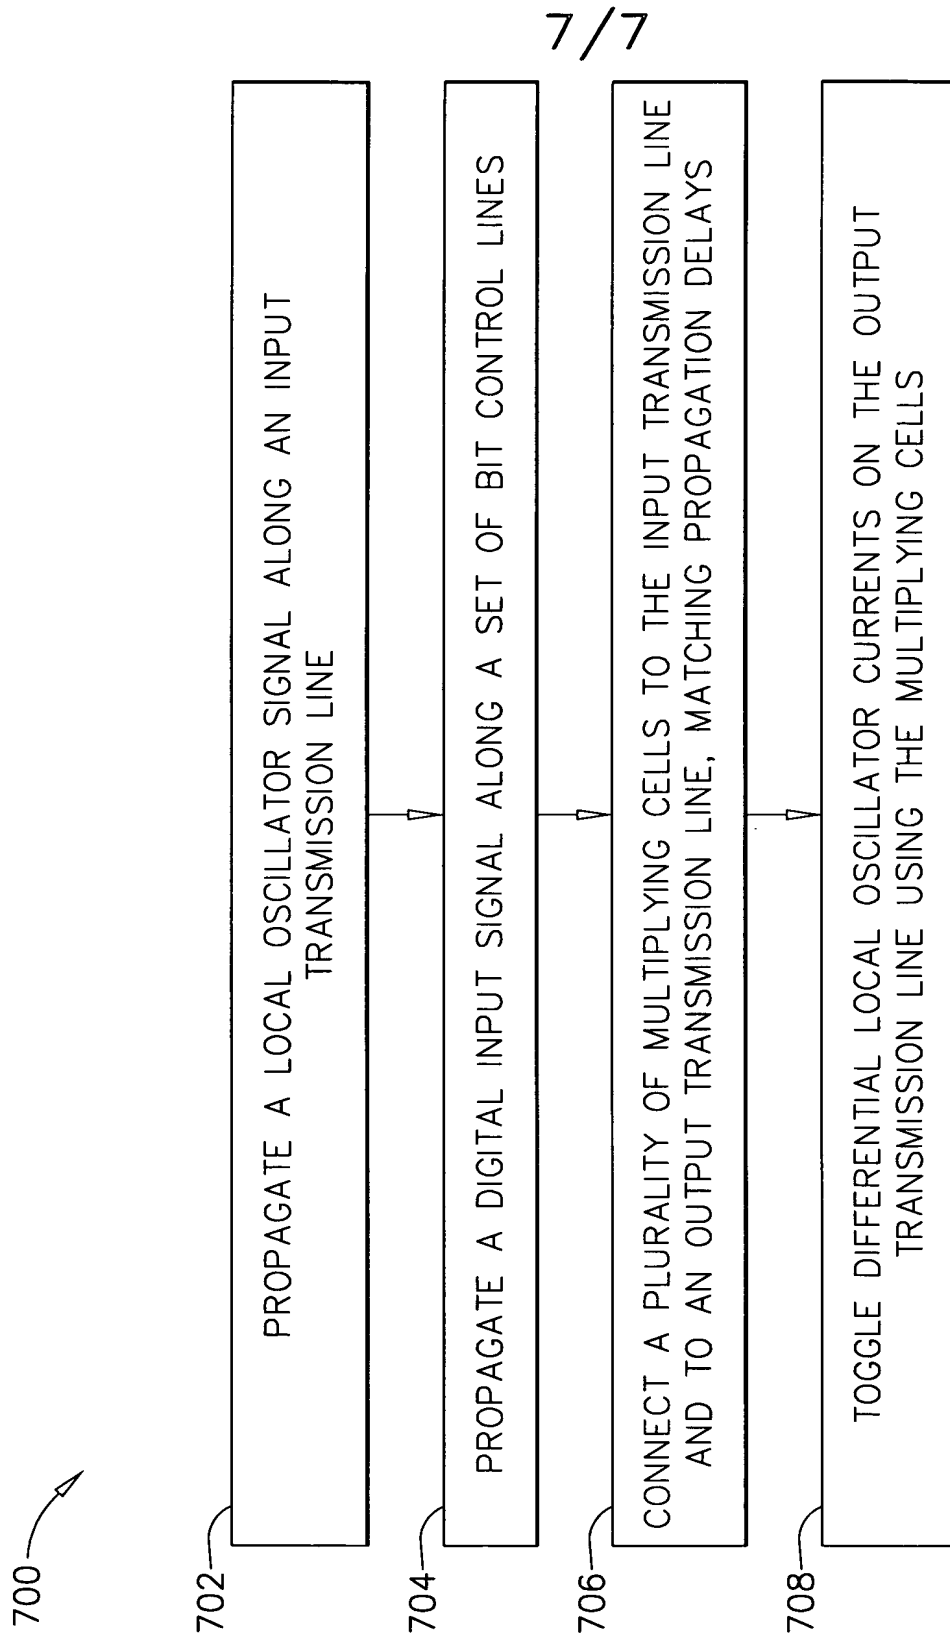 7/7
700
702
PROPAGATE A LOCAL OSCILLATOR SIGNAL ALONG AN INPUT
TRANSMISSION LINE
704
PROPAGATE A DIGITAL INPUT SIGNAL ALONG A SET OF BIT CONTROL LINES
706
CONNECT A PLURALITY OF MULTIPLYING CELLS TO THE INPUT TRANSMISSION LINE
AND TO AN OUTPUT TRANSMISSION LINE, MATCHING PROPAGATION DELAYS
708
TOGGLE DIFFERENTIAL LOCAL OSCILLATOR CURRENTS ON THE OUTPUT
TRANSMISSION LINE USING THE MULTIPLYING CELLS